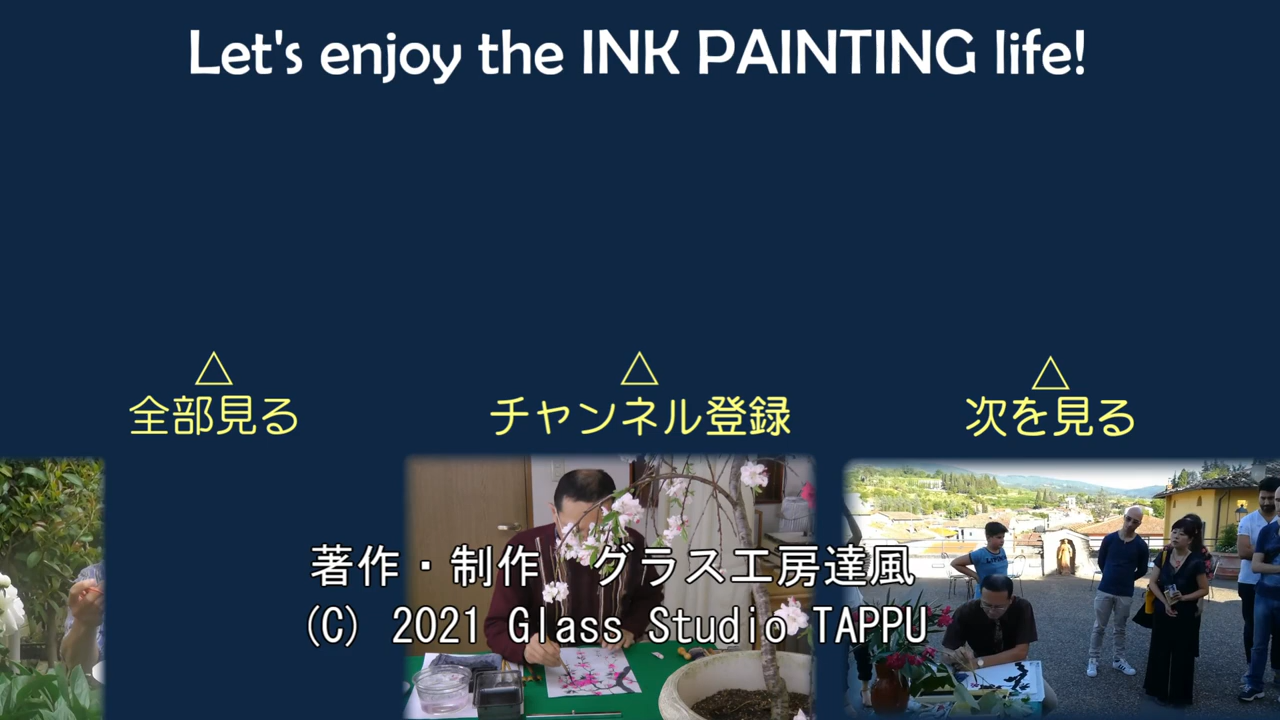 Let's enjoy the INK PAINTING life!
△ △ △
全部見る チャンネル登録 次を見る
著作・制作 グラス工房達風
(C) 2021 Glass Studio TAPPU